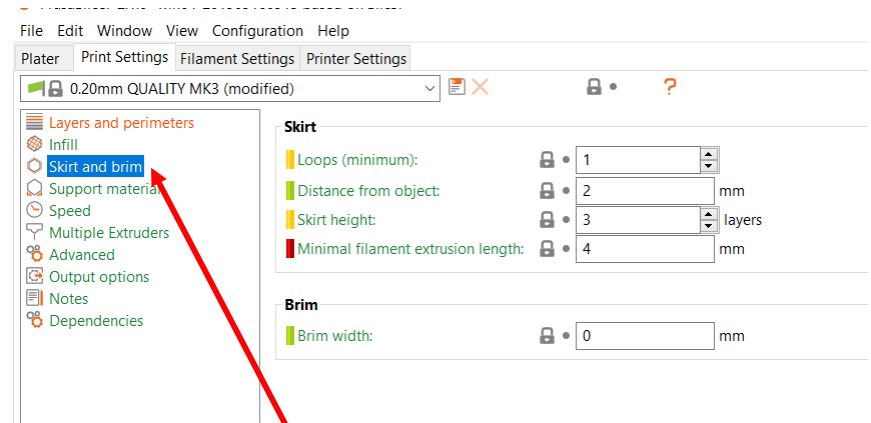 File Edit Window View Configuration Help
Plater Print Settings Filament Settings Printer Settings
0.20mm QUALITY MK3 (modified) ?
Layers and perimeters
Infill
Skirt and brim
Support material
Speed
Multiple Extruders
Advanced
Output options
Notes
Dependencies
Skirt
Loops (minimum): 1
Distance from object: 2 mm
Skirt height: 3 layers
Minimal filament extrusion length: 4 mm
Brim
Brim width: 0 mm